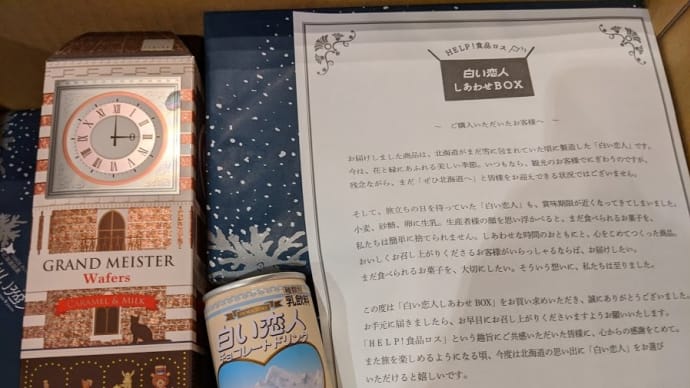 GRAND MEISTER
Wafers
CARAMEL & MILK
種類別
乳飲料
白い恋人
チョコレートドリンク
HELP!食品ロス
白い恋人
しあわせBOX
～ ご購入いただいたお客様へ ～
お届けしました商品は、北海道がまだ雪に包まれていた頃に製造した「白い恋人」です。
今は、花と緑にあふれる美しい季節。いつもなら、観光のお客様でにぎわうのですが、
残念ながら、まだ「ぜひ北海道へ」と皆様をお迎えできる状況ではございません。
そして、旅立ちの日を待っていた「白い恋人」も、賞味期限が近くなってきてしまいました。
小麦、砂糖、卵に生乳。生産者様の顔を思い浮かべると、まだ食べられるお菓子を、
私たちは簡単に捨てられません。しあわせな時間のおともにと、心をこめてつくった商品。
おいしくお召し上がりくださるお客様がいらっしゃるならば、お届けしたい。
まだ食べられるお菓子を、大切にしたい。そういう想いに、私たちは至りました。
この度は「白い恋人しあわせBOX」をお買い求めいただき、誠にありがとうございました。
お手元に届きましたら、お早目にお召し上がりくださいますようお願いいたします。
「HELP!食品ロス」という趣旨にご共感いただいた皆様に、心からの感謝をこめて。
また旅を楽しめるようになる頃、今度は北海道の思い出に「白い恋人」をお選び
いただけると嬉しいです。